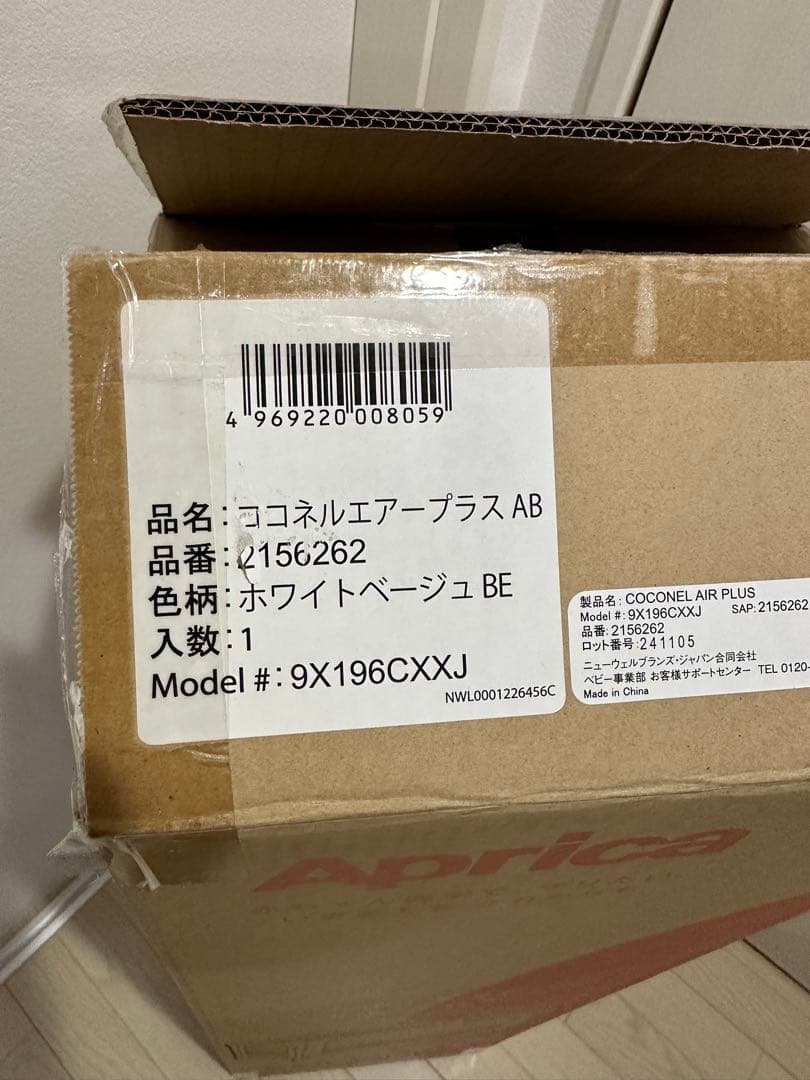 4 969220 008059
品名:ココネルエアープラス AB
品番:2156262
色柄:ホワイトベージュ BE
入数:1
Model #:9X196CXXJ
NWL0001226456C
製品名: COCONEL AIR PLUS
Model #: 9X196CXXJ SAP:2156262
品番: 2156262
ロット番号: 241105
ニューウェルブランズ・ジャパン合同会社
ベビー事業部 お客様サポートセンター TEL 0120-
Made in China
Aprica